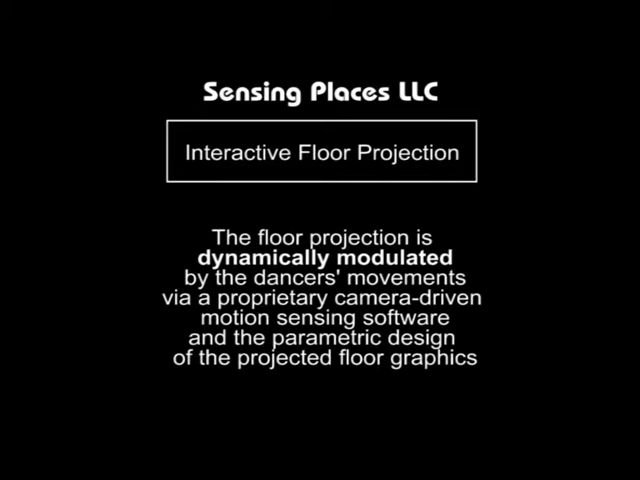 Sensing Places LLC
Interactive Floor Projection
The floor projection is
dynamically modulated
by the dancers' movements
via a proprietary camera-driven
motion sensing software
and the parametric design
of the projected floor graphics